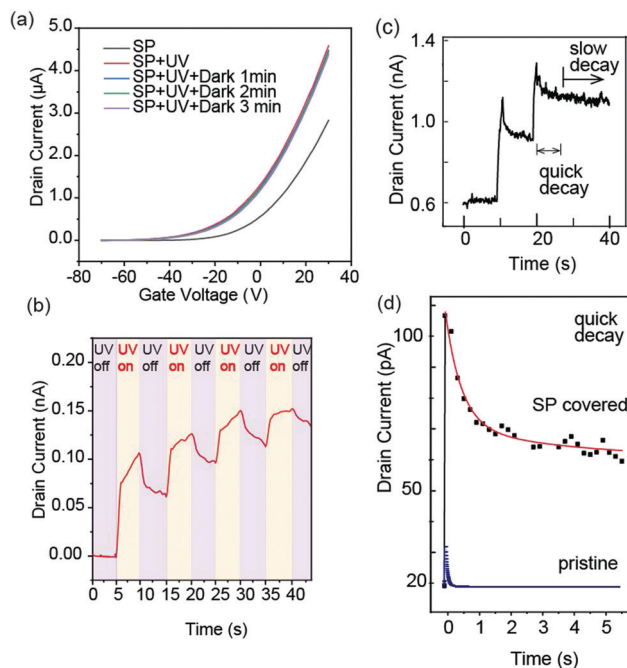 (a)
SP
SP+UV
SP+UV+Dark 1min
SP+UV+Dark 2min
SP+UV+Dark 3 min
5.0
4.0
3.0
2.0
1.0
0.0
Drain Current (μA)
-80 -60 -40 -20 0 20 40
Gate Voltage ( V)
(b)
UV UV UV UV UV UV UV UV UV
off on off on off on off on off
0.20
0.15
0.10
0.05
0.00
Drain Current (nA)
0 5 10 15 20 25 30 35 40
Time (s)
(c)
slow
decay
quick
decay
1.4
1.2
1.0
0.8
0.6
Drain Current (nA)
0 20 40
Time (s)
(d)
quick
decay
SP covered
pristine
100
60
20
Drain Current (pA)
0 1 2 3 4 5
Time (s)